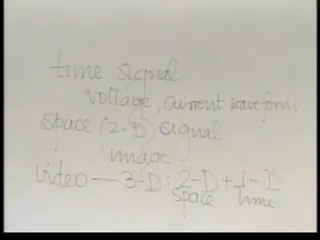 time signal
voltage, current waveform
space (2-D) signal
image
video — 3-D : 2-D + 1-D
space time